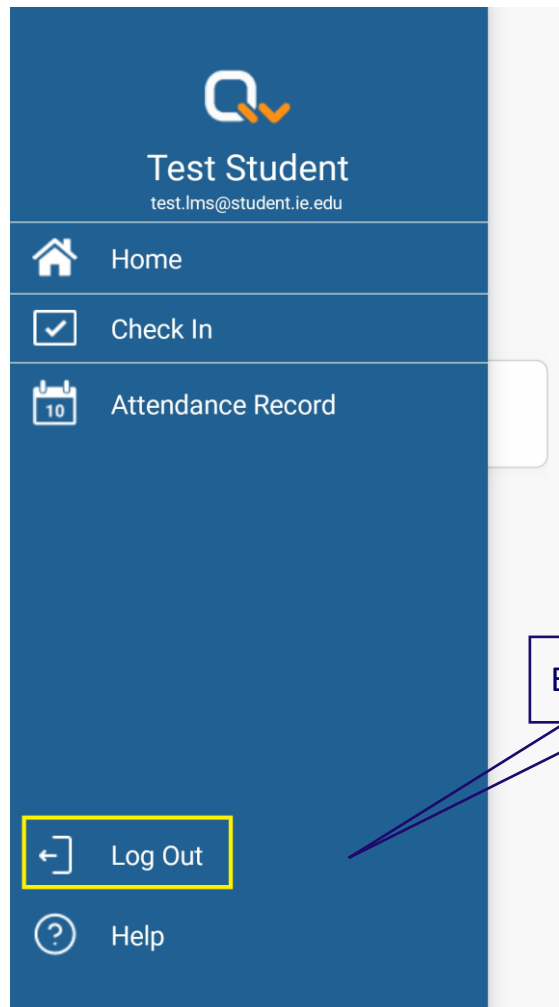 Test Student
test.lms@student.ie.edu
Home
Check In
10
Attendance Record
Log Out
Help